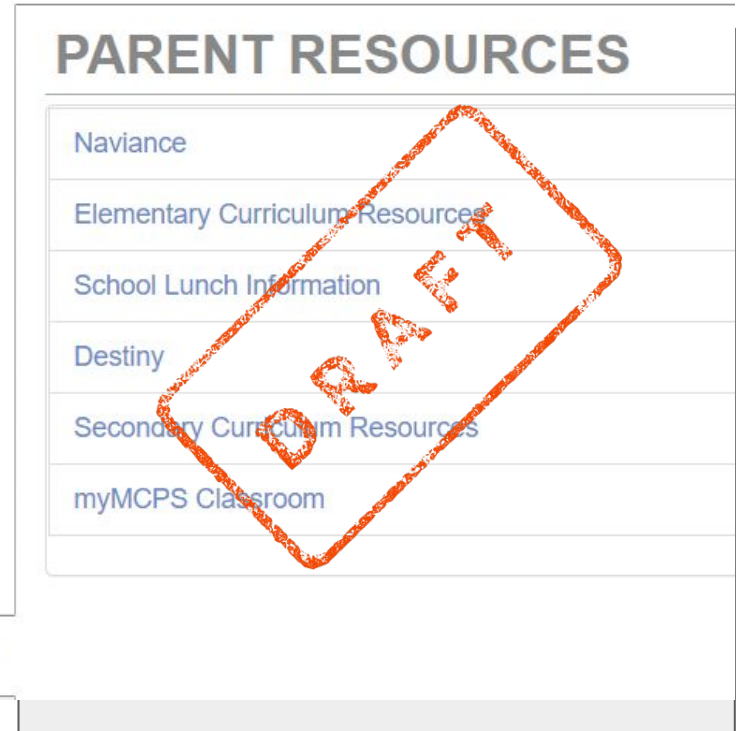 PARENT RESOURCES
Naviance
Elementary Curriculum Resources
School Lunch Information
Destiny
Secondary Curriculum Resources
myMCPS Classroom
DRAFT